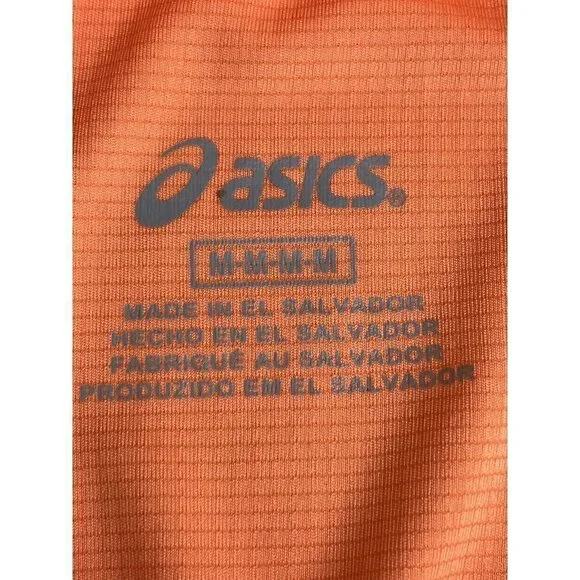 asics®
M-M-M-M
MADE IN EL SALVADOR
HECHO EN EL SALVADOR
FABRIQUÉ AU SALVADOR
PRODUZIDO EM EL SALVADOR